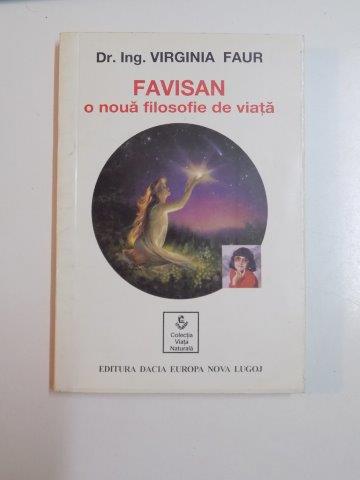 Dr. Ing. VIRGINIA FAUR
FAVISAN
o nouă filosofie de viață
Colecția
Viața
Naturală
EDITURA DACIA EUROPA NOVA LUGOJ